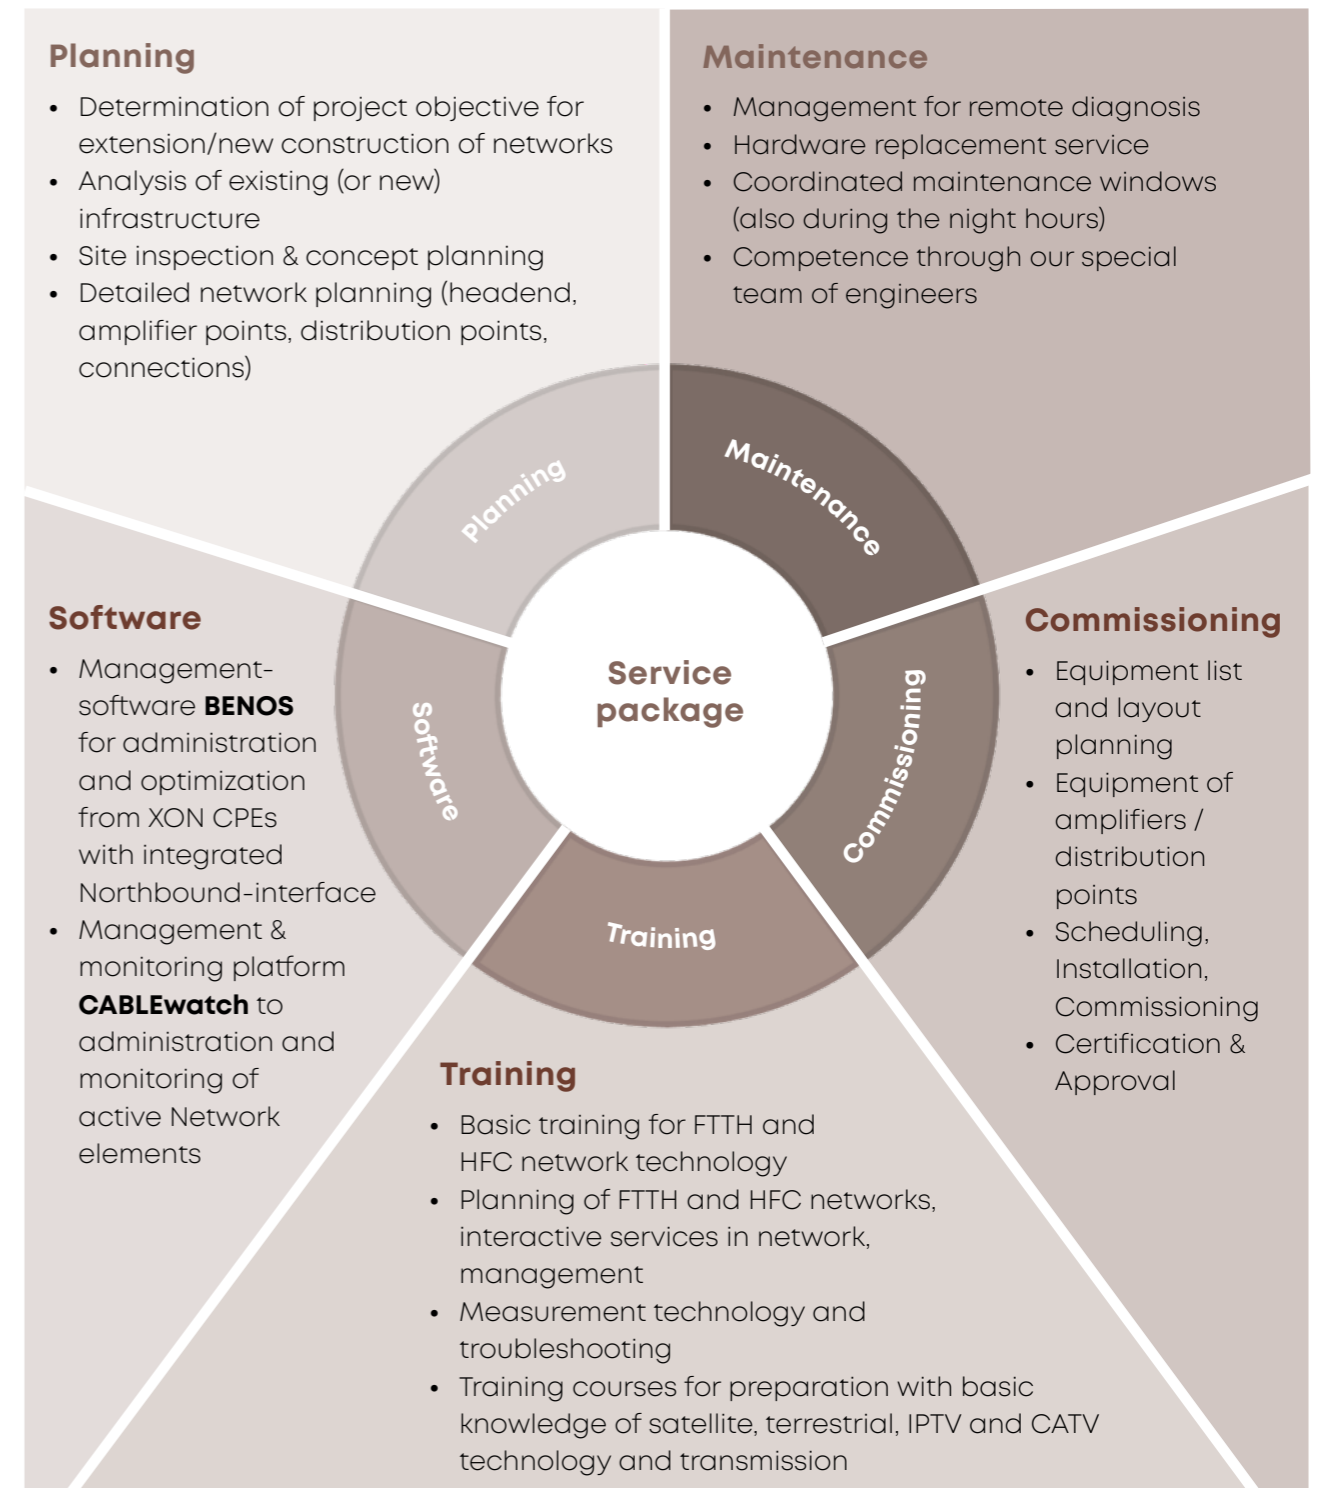 Planning
• Determination of project objective for
extension/new construction of networks
• Analysis of existing (or new)
infrastructure
• Site inspection & concept planning
• Detailed network planning (headend,
amplifier points, distribution points,
connections)
Maintenance
• Management for remote diagnosis
• Hardware replacement service
• Coordinated maintenance windows
(also during the night hours)
• Competence through our special
team of engineers
Planning
Maintenance
Software
Commissioning
Training
Service
package
Software
• Management-
software BENOS
for administration
and optimization
from XON CPEs
with integrated
Northbound-interface
• Management &
monitoring platform
CABLEwatch to
administration and
monitoring of
active Network
elements
Commissioning
• Equipment list
and layout
planning
• Equipment of
amplifiers /
distribution
points
• Scheduling,
Installation,
Commissioning
• Certification &
Approval
Training
• Basic training for FTTH and
HFC network technology
• Planning of FTTH and HFC networks,
interactive services in network,
management
• Measurement technology and
troubleshooting
• Training courses for preparation with basic
knowledge of satellite, terrestrial, IPTV and CATV
technology and transmission